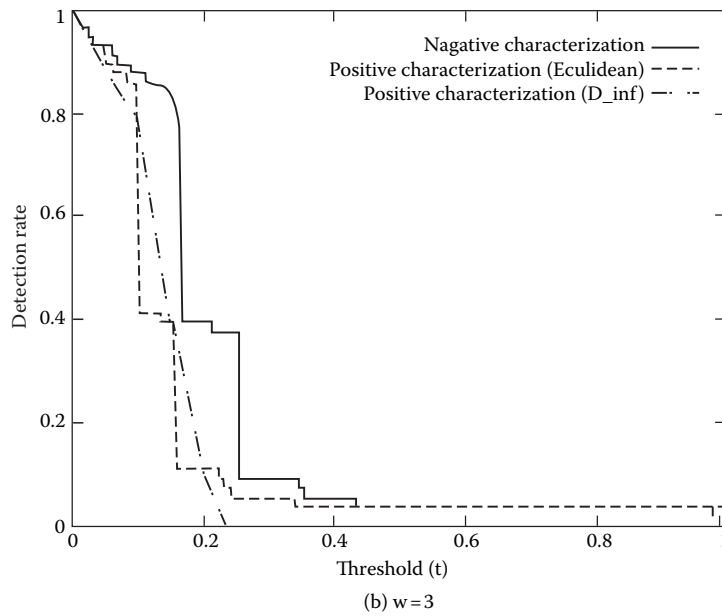 1
0.8
0.6
0.4
0.2
0
Detection rate
Nagative characterization
Positive characterization (Eculidean)
Positive characterization (D_inf)
0 0.2 0.4 0.6 0.8 1
Threshold (t)
(b) w=3